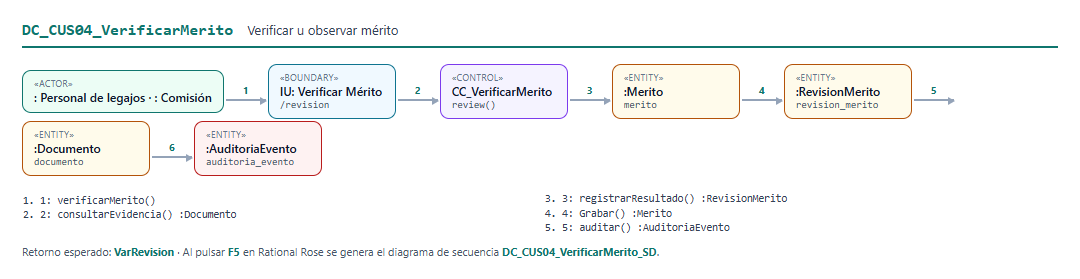 DC_CUS04_VerificarMerito Verificar u observar mérito
«ACTOR»
: Personal de legajos · : Comisión
1
«BOUNDARY»
IU: Verificar Mérito
/revision
2
«CONTROL»
CC_VerificarMerito
review()
3
«ENTITY»
:Merito
merito
4
«ENTITY»
:RevisionMerito
revision_merito
5
«ENTITY»
:Documento
documento
6
«ENTITY»
:AuditoriaEvento
auditoria_evento
1. 1: verificarMerito()
2. 2: consultarEvidencia() :Documento
3. 3: registrarResultado() :RevisionMerito
4. 4: Grabar() :Merito
5. 5: auditar() :AuditoriaEvento
Retorno esperado: VarRevision · Al pulsar F5 en Rational Rose se genera el diagrama de secuencia DC_CUS04_VerificarMerito_SD.